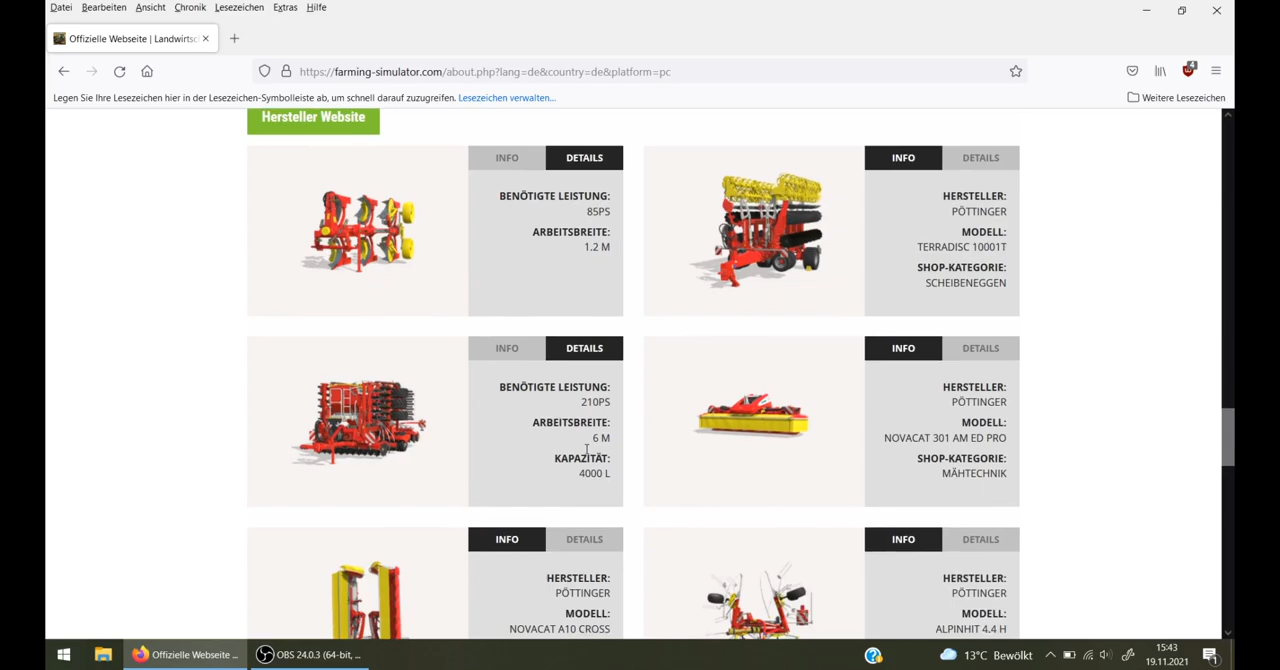 Datei Bearbeiten Ansicht Chronik Lesezeichen Extras Hilfe
Offizielle Webseite | Landwirtsc
https://farming-simulator.com/about.php?lang=de&country=de&platform=pc
4
Legen Sie Ihre Lesezeichen hier in der Lesezeichen-Symbolleiste ab, um schnell darauf zuzugreifen. Lesezeichen verwalten...
Weitere Lesezeichen
Hersteller Website
INFO DETAILS
BENÖTIGTE LEISTUNG:
85PS
ARBEITSBREITE:
1.2 M
INFO DETAILS
HERSTELLER:
PÖTTINGER
MODELL:
TERRADISC 10001T
SHOP-KATEGORIE:
SCHEIBENEGGEN
INFO DETAILS
BENÖTIGTE LEISTUNG:
210PS
ARBEITSBREITE:
6 M
KAPAZITÄT:
4000 L
INFO DETAILS
HERSTELLER:
PÖTTINGER
MODELL:
NOVACAT 301 AM ED PRO
SHOP-KATEGORIE:
MÄHTECHNIK
INFO DETAILS
HERSTELLER:
PÖTTINGER
MODELL:
NOVACAT A10 CROSS
INFO DETAILS
HERSTELLER:
PÖTTINGER
MODELL:
ALPINHIT 4.4 H
Offizielle Webseite ...
OBS 24.0.3 (64-bit, ...
13°C Bewölkt
15:43
19.11.2021
1